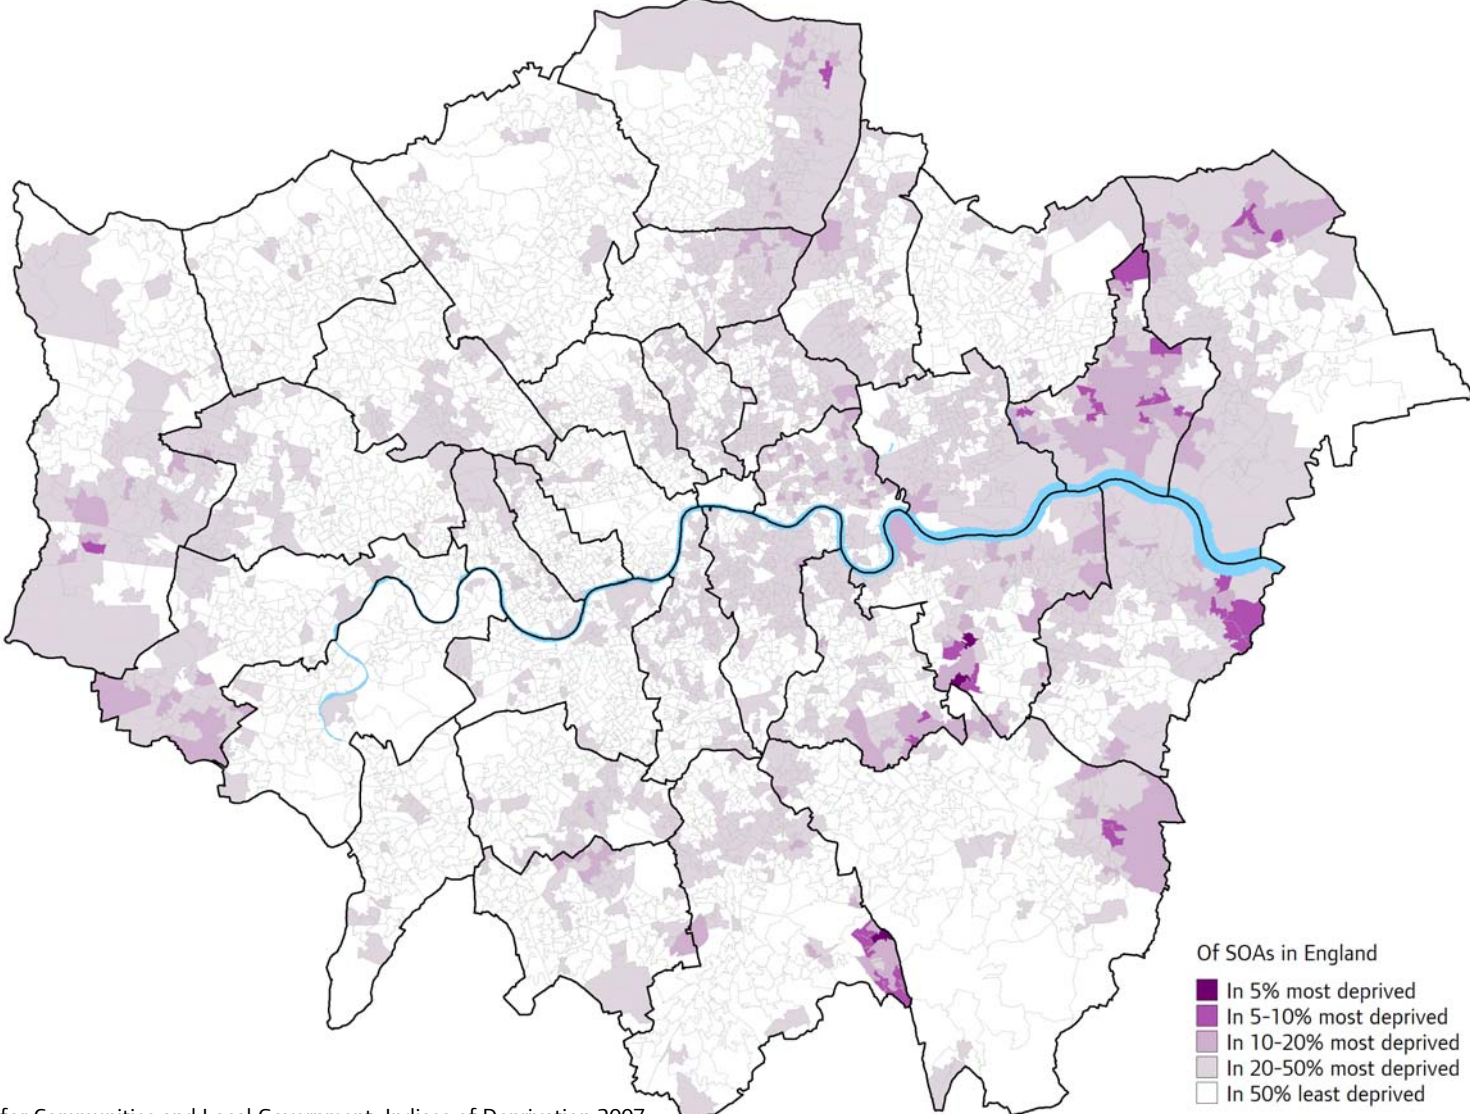 Of SOAs in England
In 5% most deprived
In 5-10% most deprived
In 10-20% most deprived
In 20-50% most deprived
In 50% least deprived
for Communities and Local Government, Indices of Deprivation 2007